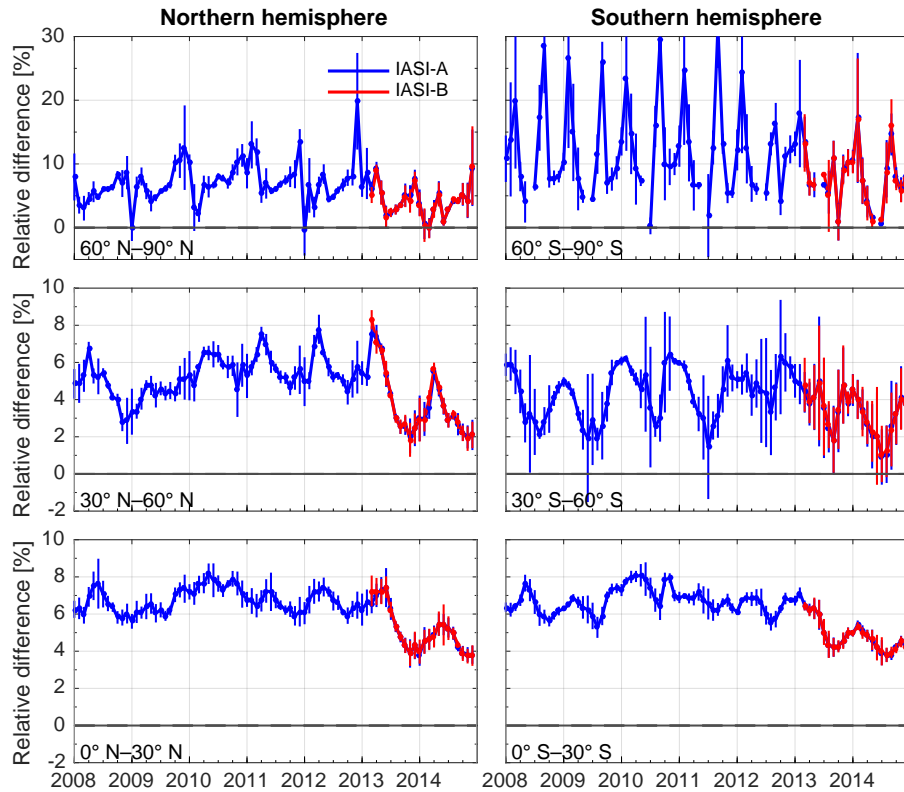 Northern hemisphere
Southern hemisphere
Relative difference [%]
30
20
10
0
IASI-A
IASI-B
60° N–90° N
60° S–90° S
Relative difference [%]
10
8
6
4
2
0
-2
30° N–60° N
30° S–60° S
Relative difference [%]
10
8
6
4
2
0
-2
0° N–30° N
0° S–30° S
2008 2009 2010 2011 2012 2013 2014
2008 2009 2010 2011 2012 2013 2014